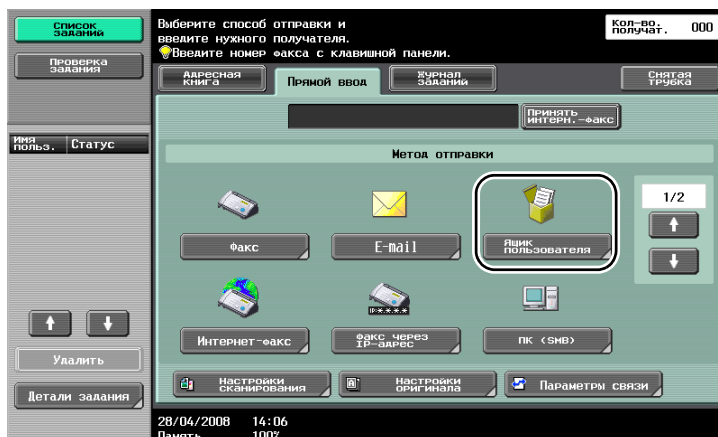 Список
заданий
Проверка
задания
Имя
польз.
Статус
Удалить
Детали задания
Выберите способ отправки и
введите нужного получателя.
Введите номер факса с клавишной панели.
Кол-во.
получат.
000
Адресная
книга
Прямой ввод
Журнал
заданий
Снятая
трубка
Принять
интерн.-факс
Метод отправки
Факс
E-mail
Ящик
пользователя
1/2
Интернет-факс
IP:*.*.*.*
Факс через
IP-адрес
ПК (SMB)
Настройки
сканирования
Настройки
оригинала
Параметры связи
28/04/2008 14:06
Память 100%